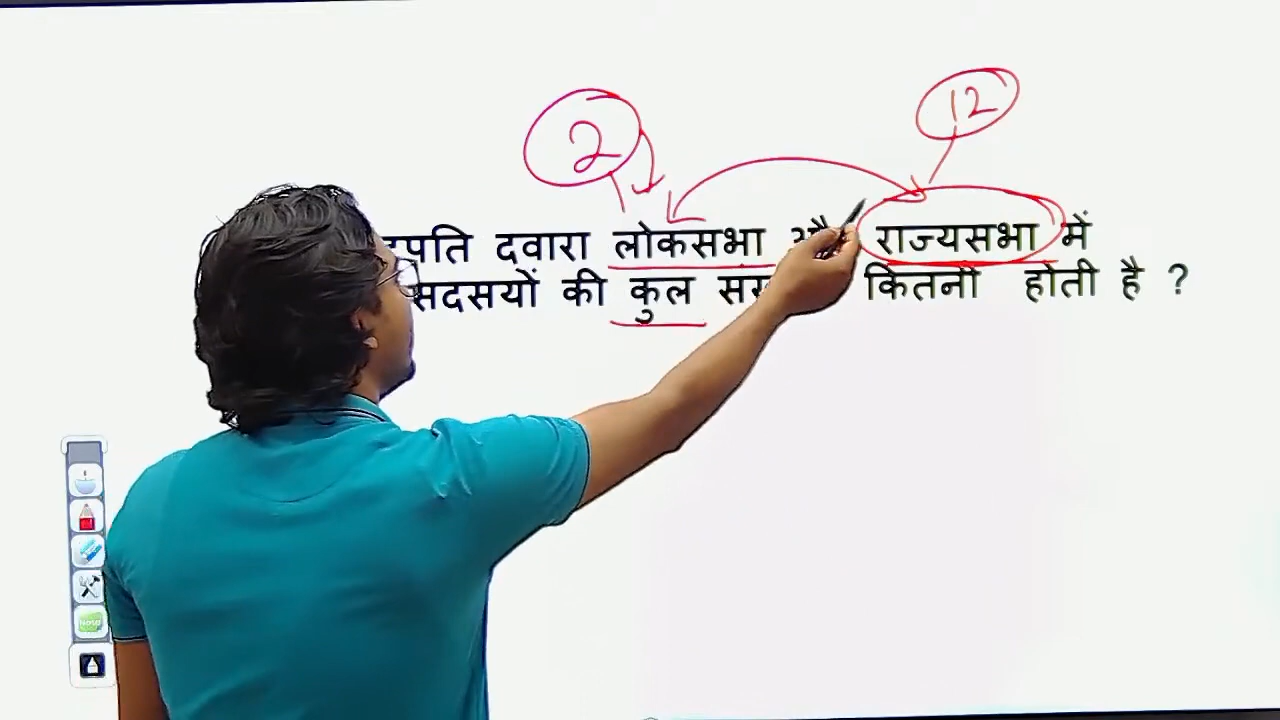 2
12
दवारा लोकसभा राज्यसभा में
सदसयों की कुल कितनी होती है ?